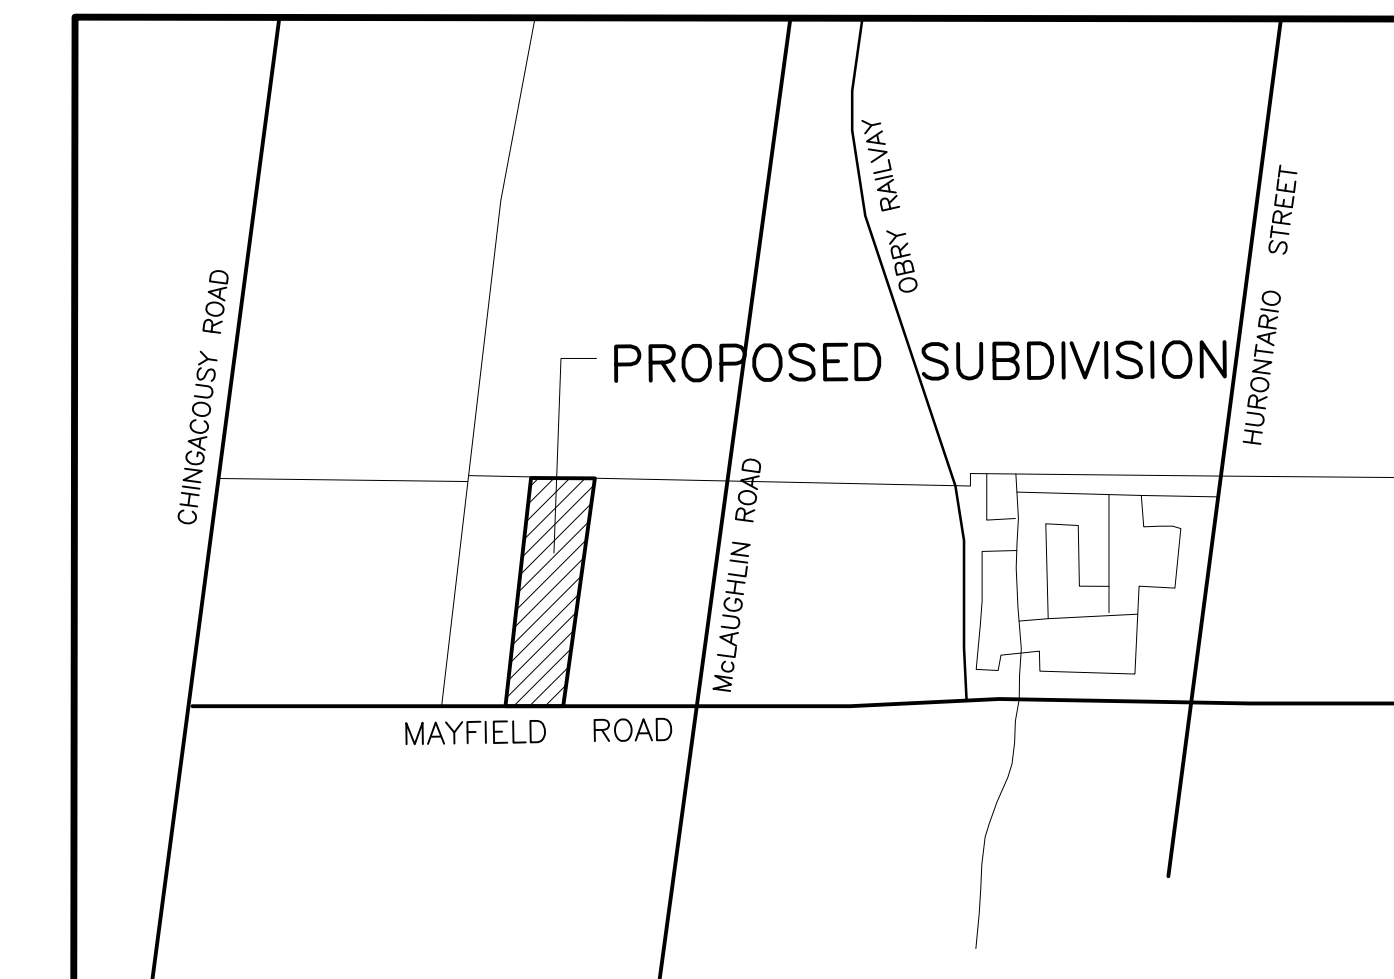 OBRY RAILVAY
HURONTARIO STREET
CHINGACOUSY ROAD
PROPOSED SUBDIVISION
McLAUGHLIN ROAD
MAYFIELD ROAD